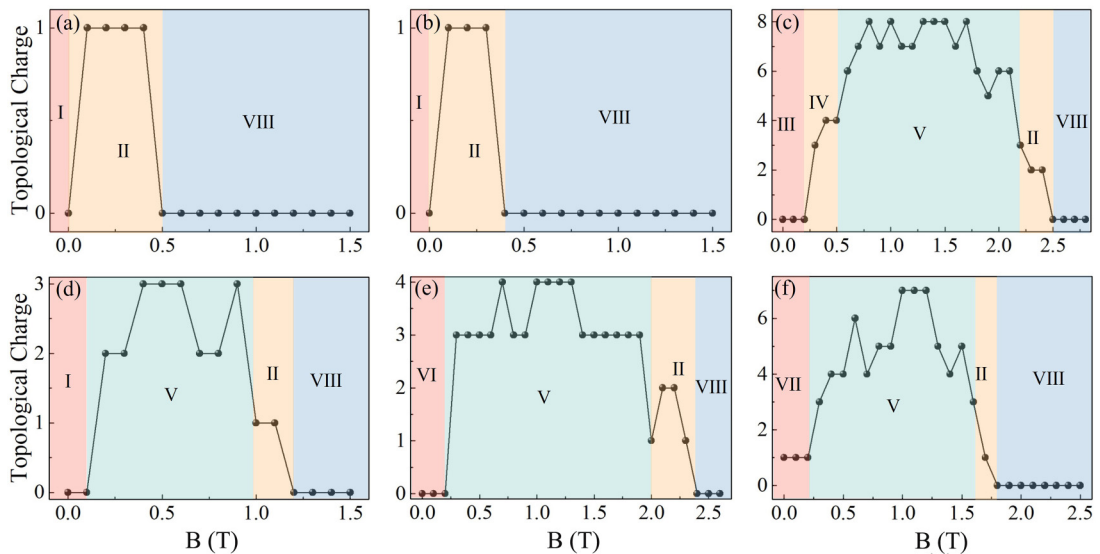 (a)
Topological Charge
1
0
I
II
VIII
0.0 0.5 1.0 1.5
(b)
1
0
I
II
VIII
0.0 0.5 1.0 1.5
(c)
8
6
4
2
0
III
IV
V
II
VIII
0.0 0.5 1.0 1.5 2.0 2.5
(d)
Topological Charge
3
2
1
0
I
V
II
VIII
0.0 0.5 1.0 1.5
B (T)
(e)
4
3
2
1
0
VI
V
II
VIII
0.0 0.5 1.0 1.5 2.0 2.5
B (T)
(f)
6
4
2
0
VII
V
II
VIII
0.0 0.5 1.0 1.5 2.0 2.5
B (T)